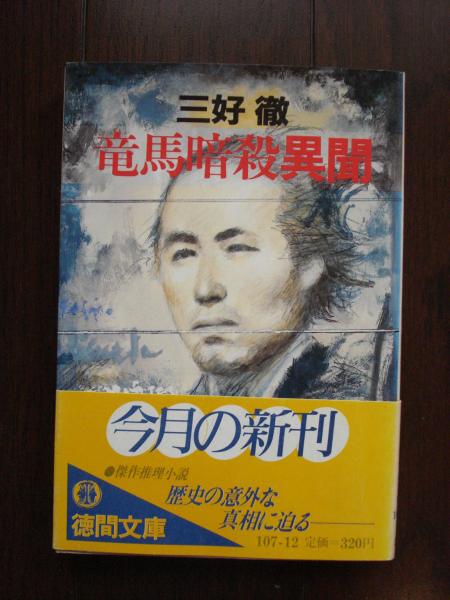 三好 徹
竜馬暗殺異聞
今月の新刊
●傑作推理小説
歴史の意外な
真相に迫る——
徳間文庫
107-12 定価=320円